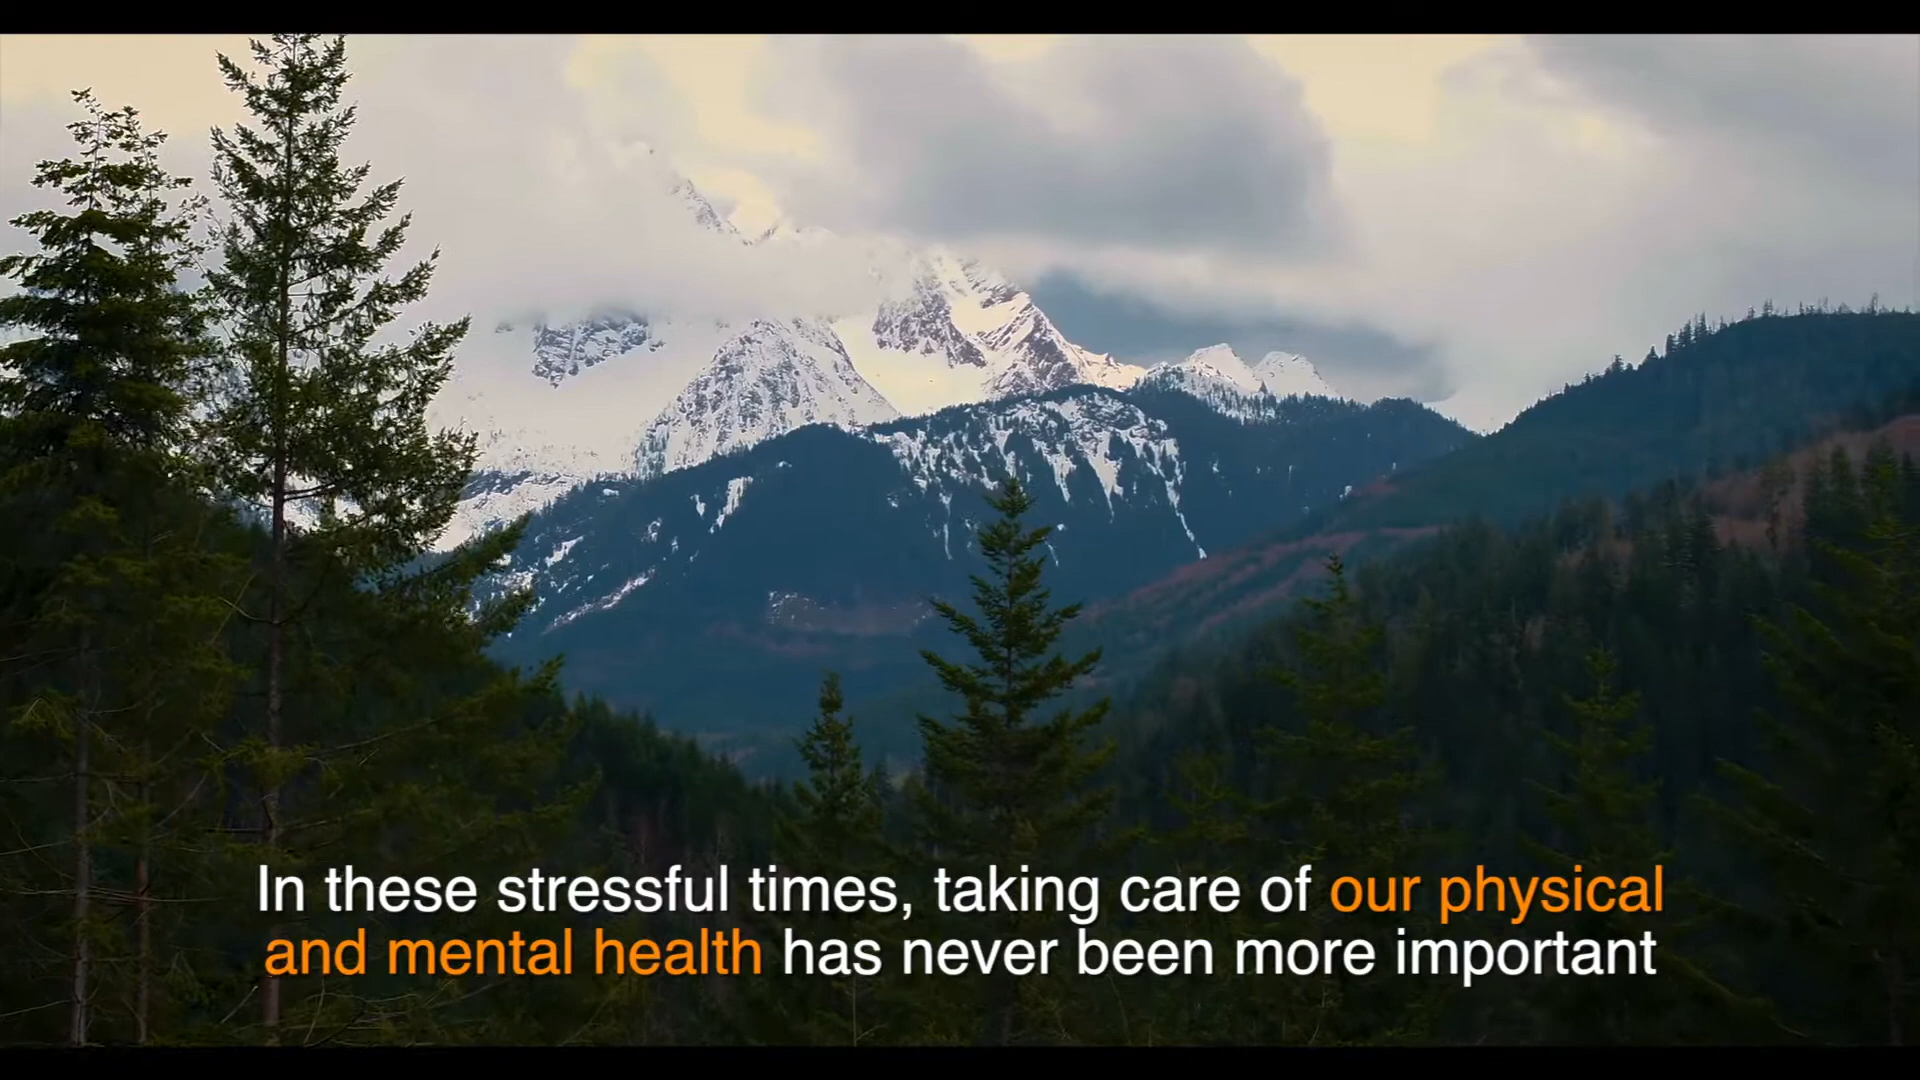 In these stressful times, taking care of our physical
and mental health has never been more important